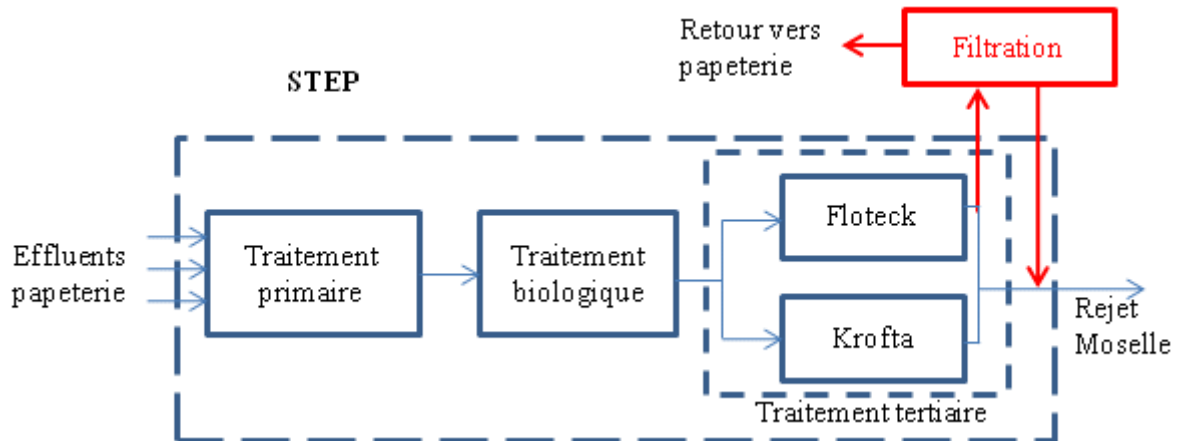 Retour vers
papeterie
Filtration
STEP
Effluents
papeterie
Traitement
primaire
Traitement
biologique
Floteck
Krofta
Rejet
Moselle
Traitement tertiaire